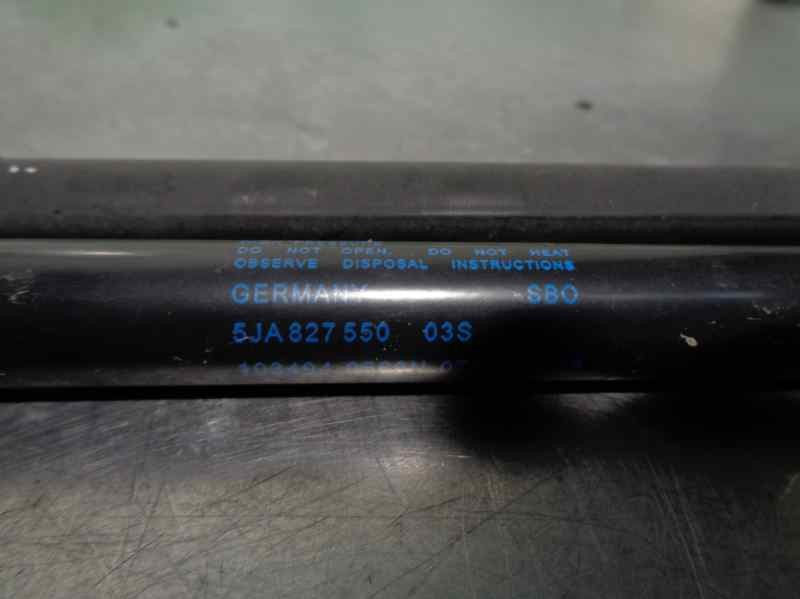 DO NOT OPEN, DO NOT HEAT
OBSERVE DISPOSAL INSTRUCTIONS
GERMANY SBO
5JA 827 550 03S